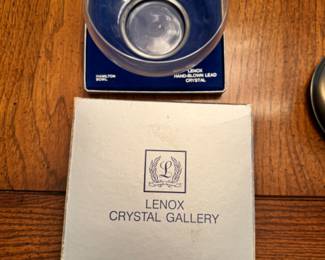 HAMILTON
BOWL
LENOX
HAND-BLOWN LEAD
CRYSTAL
L
LENOX
CRYSTAL GALLERY